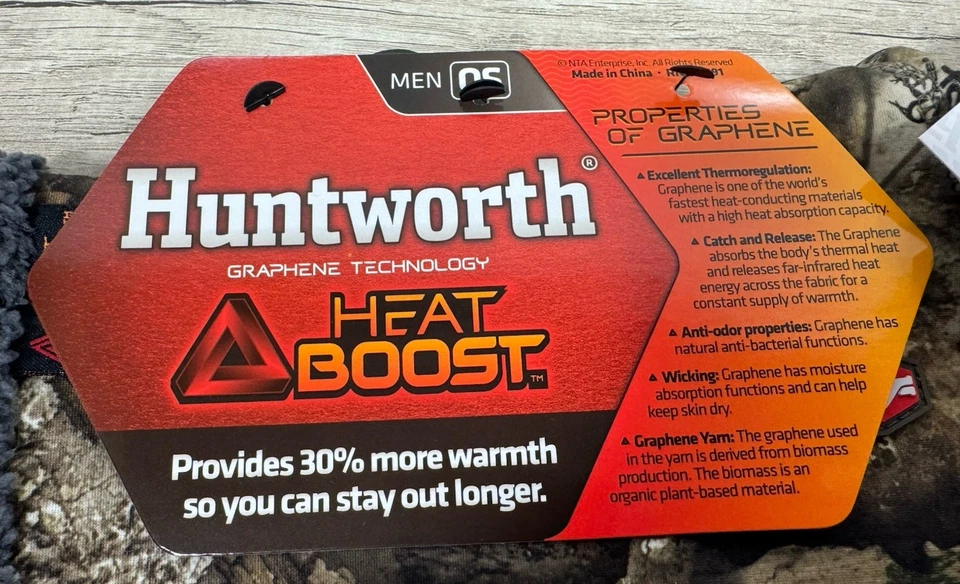 MEN OS
Huntworth®
GRAPHENE TECHNOLOGY
HEAT
BOOST™
Provides 30% more warmth
so you can stay out longer.
© NTA Enterprise, Inc. All Rights Reserved
Made in China •
PROPERTIES
OF GRAPHENE
Excellent Thermoregulation:
Graphene is one of the world's
fastest heat-conducting materials
with a high heat absorption capacity.
Catch and Release: The Graphene
absorbs the body's thermal heat
and releases far-infrared heat
energy across the fabric for a
constant supply of warmth.
Anti-odor properties: Graphene has
natural anti-bacterial functions.
Wicking: Graphene has moisture
absorption functions and can help
keep skin dry.
Graphene Yarn: The graphene used
in the yarn is derived from biomass
production. The biomass is an
organic plant-based material.